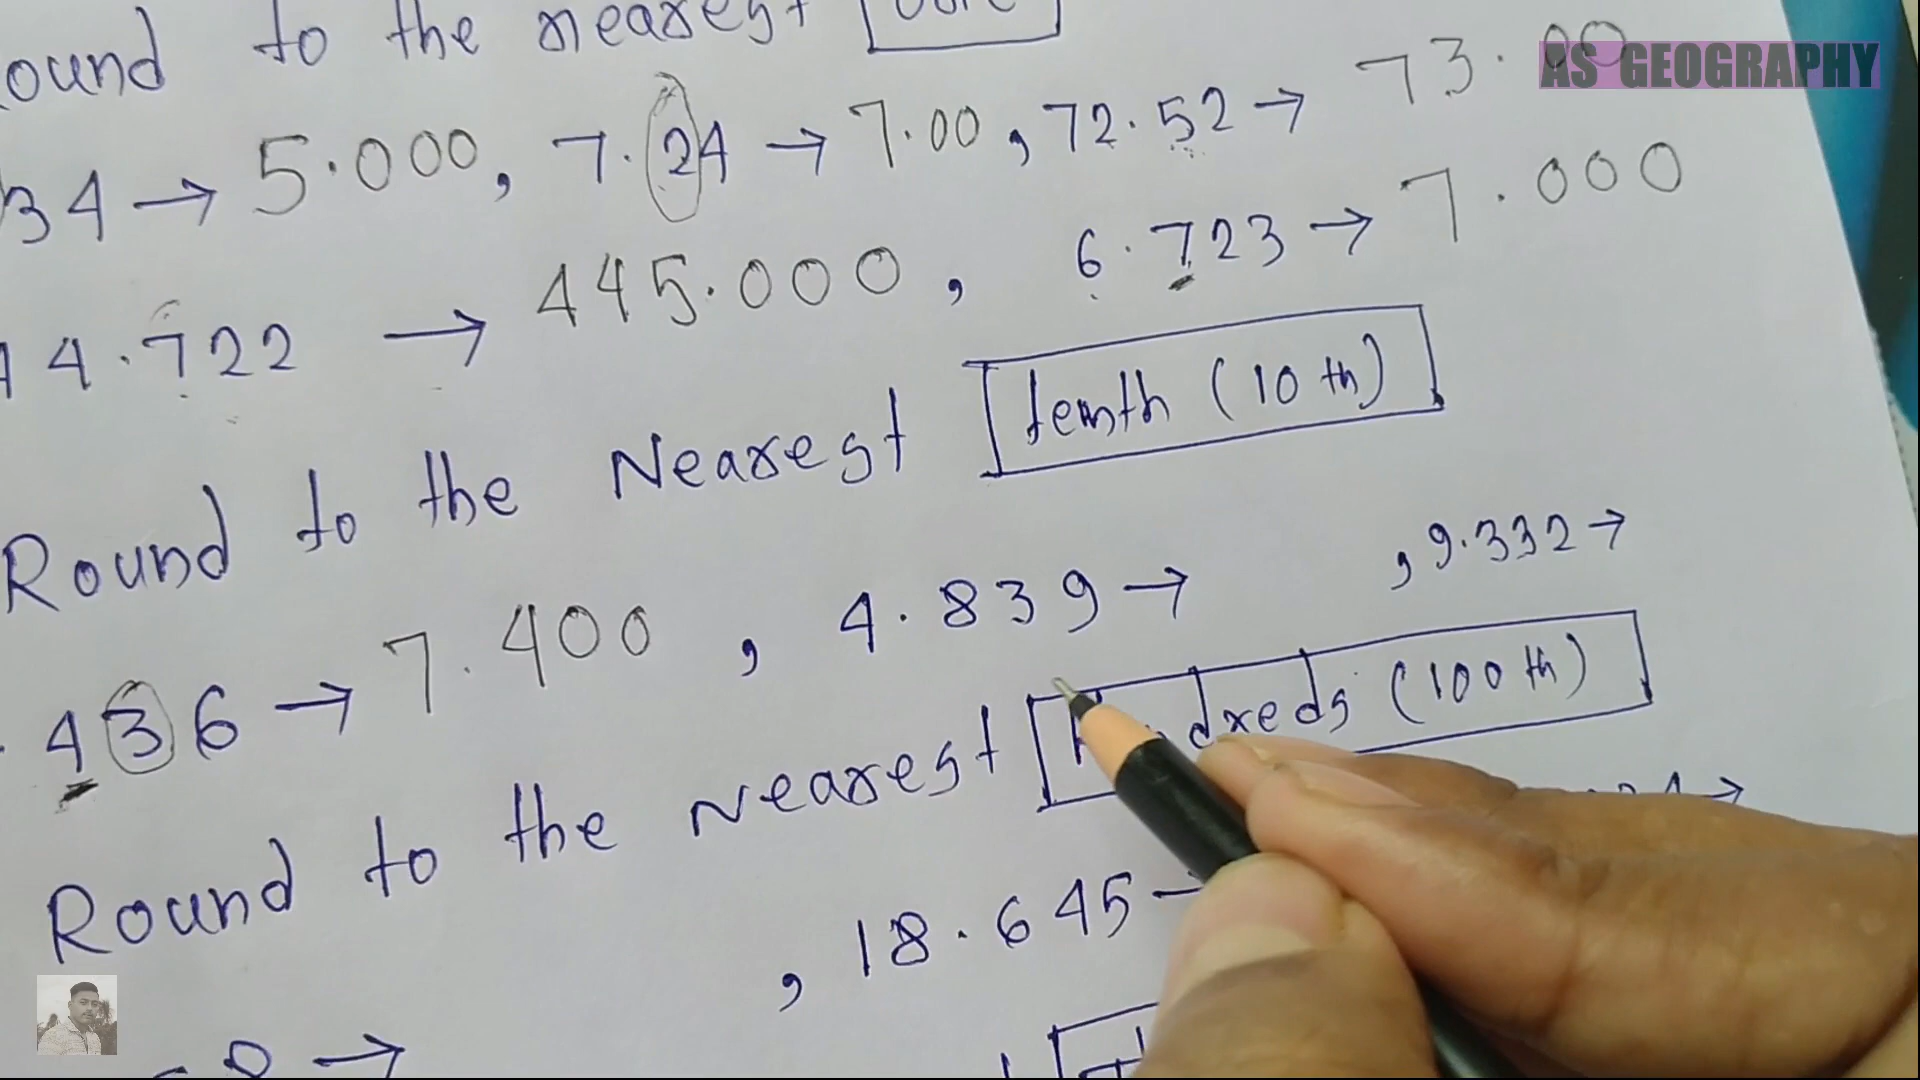 ound to the nearest
AS GEOGRAPHY
34 → 5.000, 7.24 → 7.00, 72.52 → 73.00
44.722 → 445.000, 6.723 → 7.000
Round to the Nearest tenth (10 th)
.436 → 7.400, 4.839 → , 9.332 →
Round to the nearest (100 th)
, 18.645 →